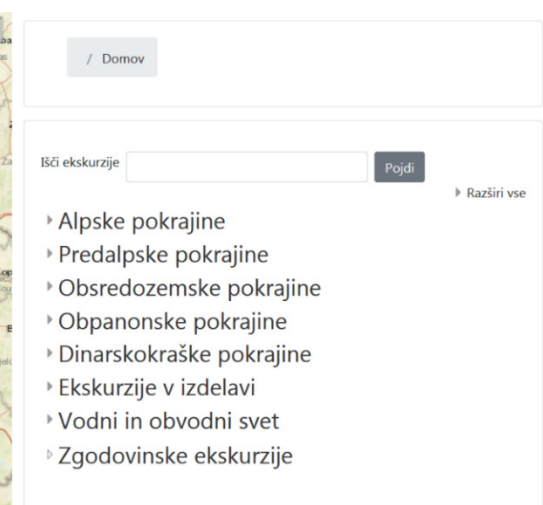 / Domov
Išči ekskurzije
Pojdi
Razširi vse
Alpske pokrajine
Predalpske pokrajine
Obsredozemske pokrajine
Obpanonske pokrajine
Dinarskokraške pokrajine
Ekskurzije v izdelavi
Vodni in obvodni svet
Zgodovinske ekskurzije